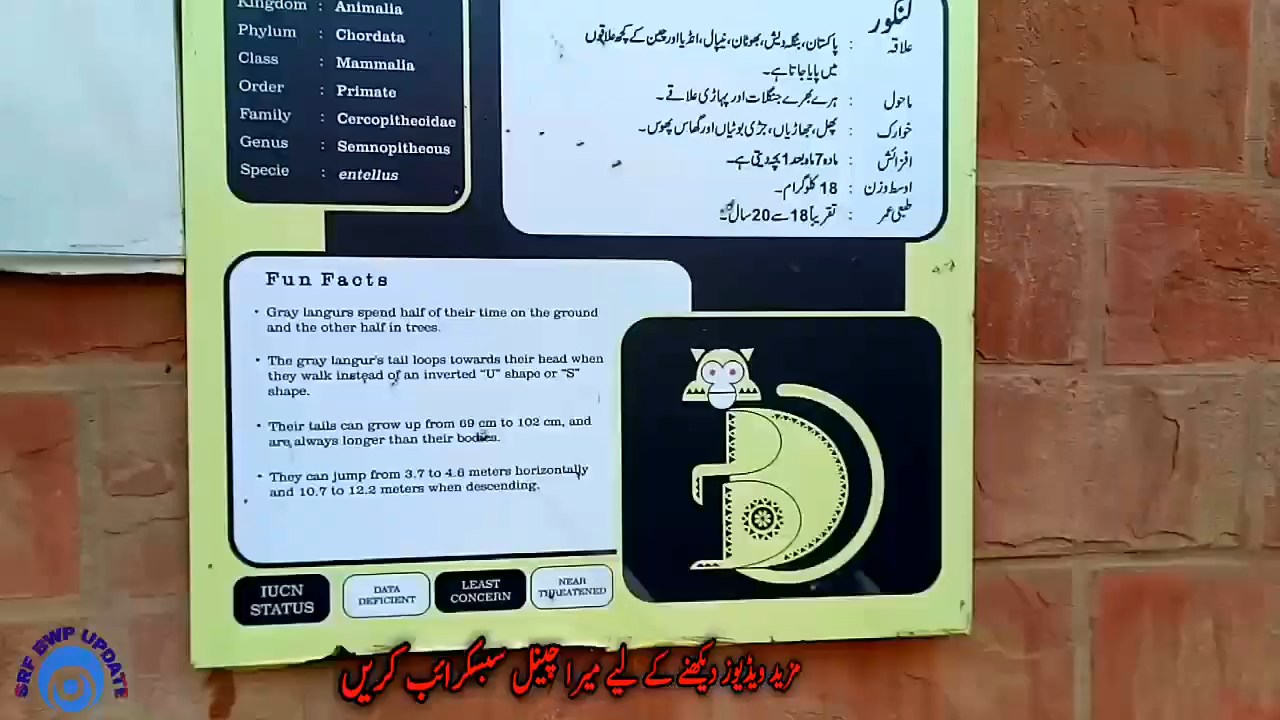 Kingdom : Animalia
Phylum : Chordata
Class : Mammalia
Order : Primate
Family : Cercopithecidae
Genus : Semnopitheous
Specie : entellus
لنگور
علاقہ : پاکستان، بنگلہ دیش، بھوٹان، نیپال، انڈیا اور چین کے کچھ علاقوں
میں پایا جاتا ہے۔
ماحول : ہرے بھرے جنگلات اور پہاڑی علاقے۔
خوارک : پھل، جھاڑیاں، جڑی بوٹیاں اور گھاس پھوس۔
افزائش : مادہ 7 ماہ بعد 1 بچہ دیتی ہے۔
اوسط وزن : 18 کلوگرام۔
طبعی عمر : تقریباً 18 سے 20 سال۔
Fun Facts
• Gray langurs spend half of their time on the ground
and the other half in trees.
• The gray langur's tail loops towards their head when
they walk instead of an inverted "U" shape or "S"
shape.
• Their tails can grow up from 69 cm to 102 cm, and
are always longer than their bodies.
• They can jump from 3.7 to 4.6 meters horizontally
and 10.7 to 12.2 meters when descending.
IUCN
STATUS
DATA
DEFICIENT
LEAST
CONCERN
NEAR
THREATENED
SRF BWP UPDATE
مزید ویڈیوز دیکھنے کے لیے میرا چینل سبسکرائب کریں